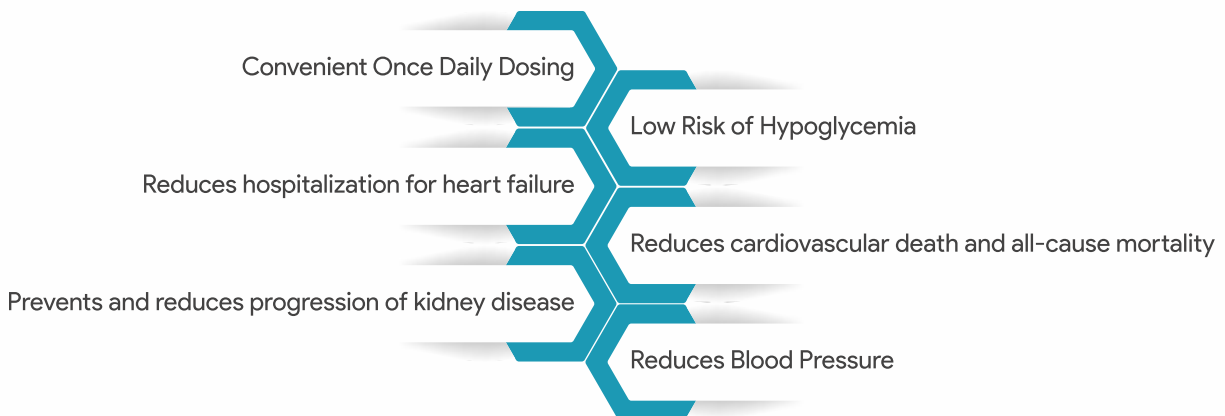 Convenient Once Daily Dosing
Low Risk of Hypoglycemia
Reduces hospitalization for heart failure
Reduces cardiovascular death and all-cause mortality
Prevents and reduces progression of kidney disease
Reduces Blood Pressure